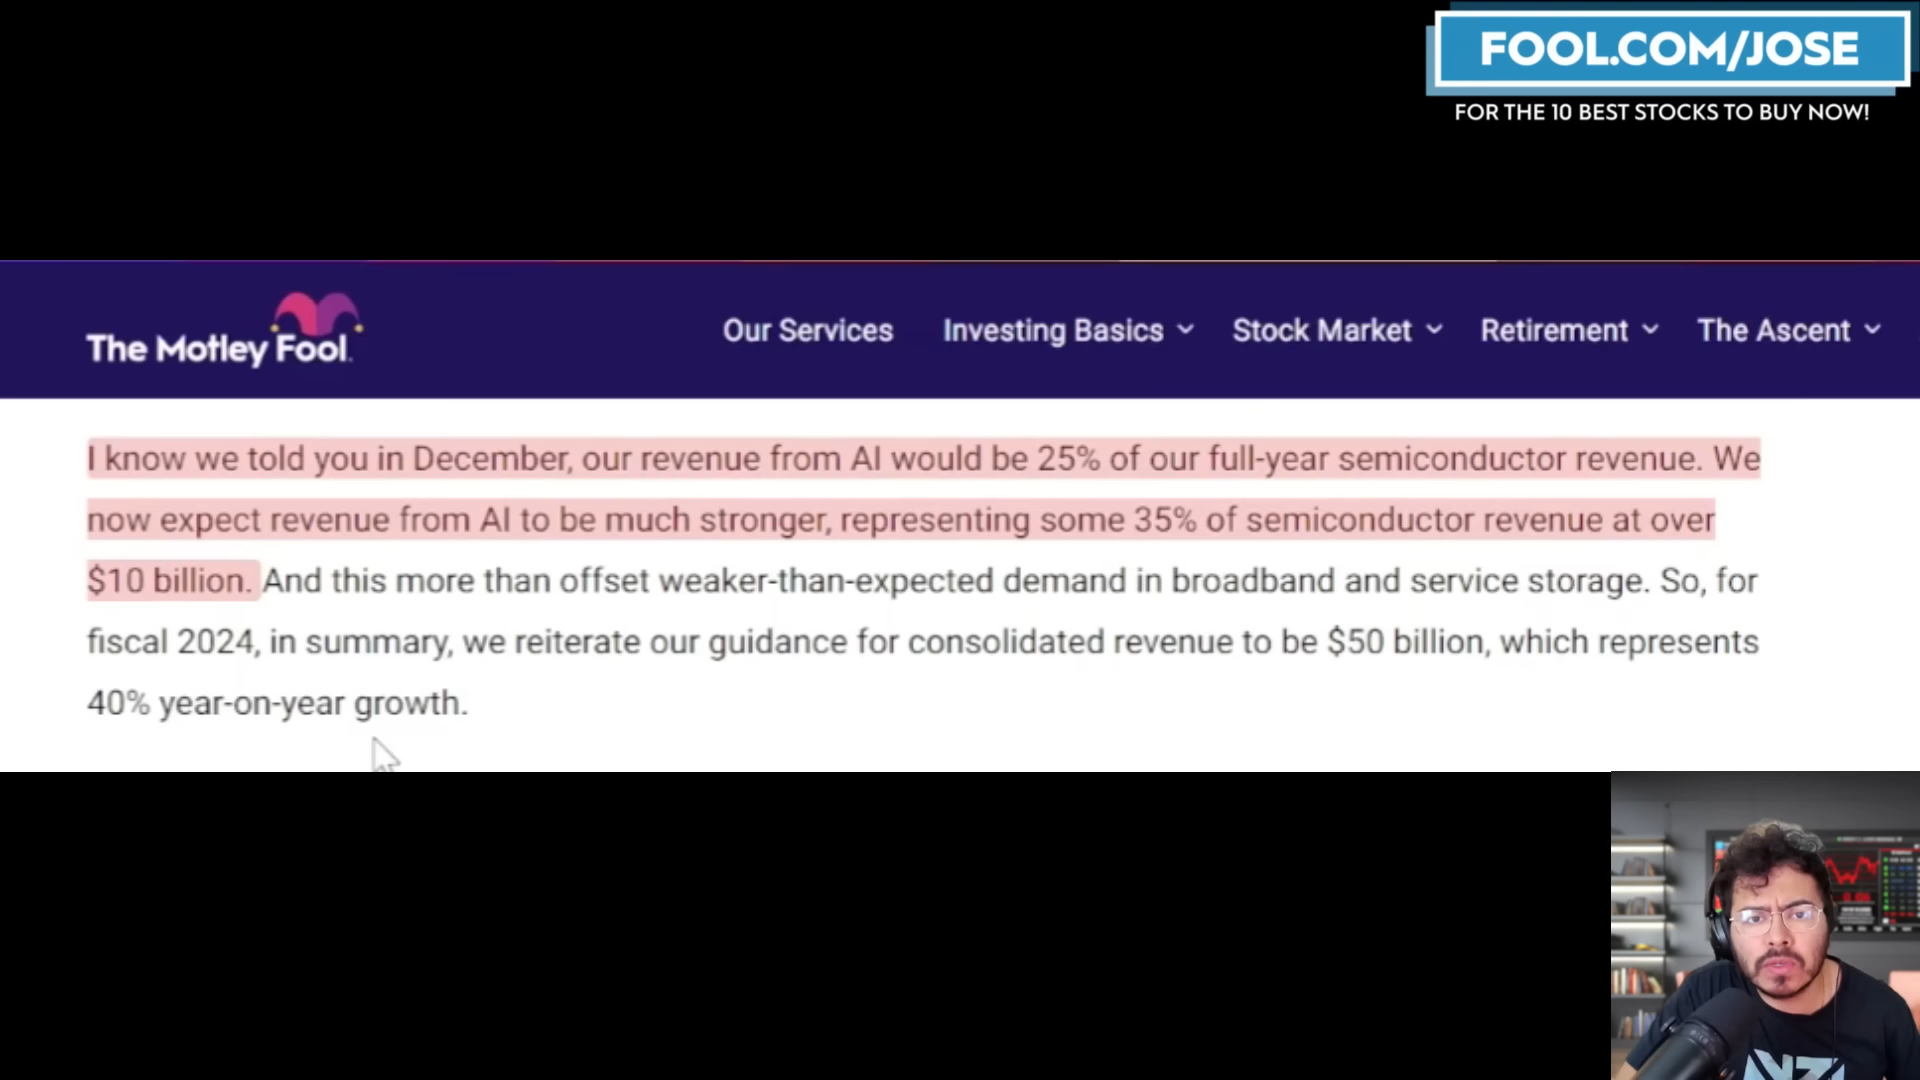 FOOL.COM/JOSE
FOR THE 10 BEST STOCKS TO BUY NOW!
The Motley Fool.
Our Services
Investing Basics
Stock Market
Retirement
The Ascent
I know we told you in December, our revenue from AI would be 25% of our full-year semiconductor revenue. We
now expect revenue from AI to be much stronger, representing some 35% of semiconductor revenue at over
$10 billion. And this more than offset weaker-than-expected demand in broadband and service storage. So, for
fiscal 2024, in summary, we reiterate our guidance for consolidated revenue to be $50 billion, which represents
40% year-on-year growth.